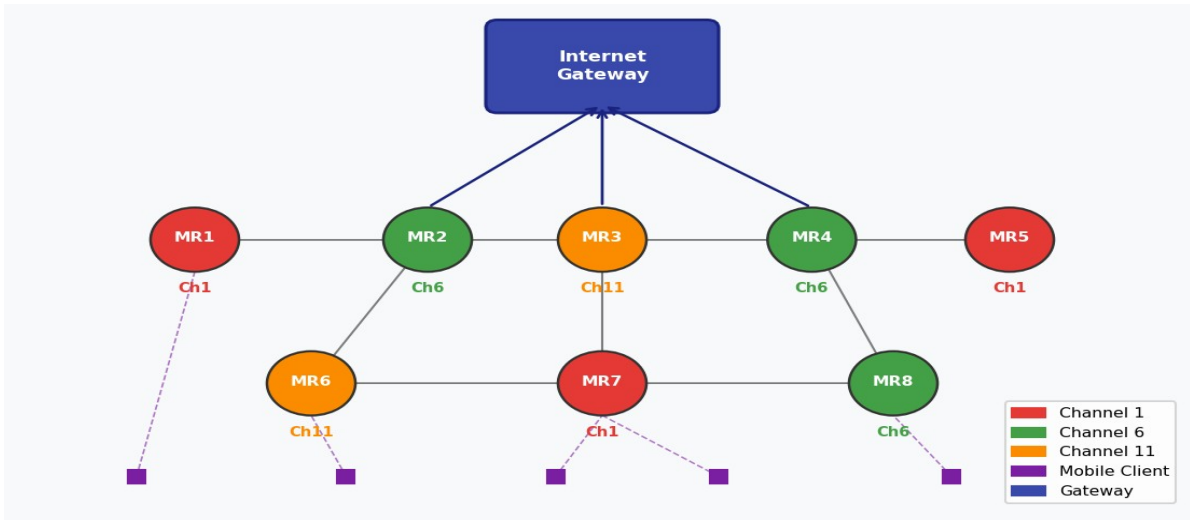 Internet
Gateway
MR1
MR2
MR3
MR4
MR5
Ch1
Ch6
Ch11
Ch6
Ch1
MR6
MR7
MR8
Ch11
Ch1
Ch6
Channel 1
Channel 6
Channel 11
Mobile Client
Gateway